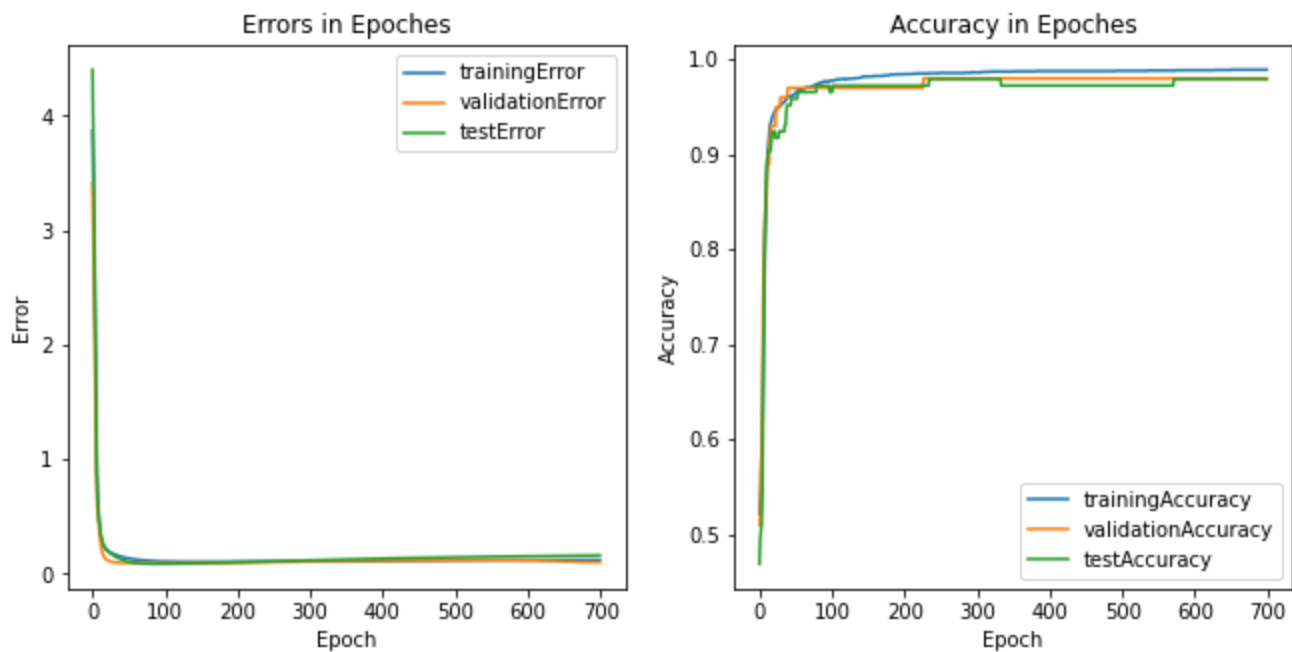 Errors in Epoches
trainingError
validationError
testError
4
3
2
1
0
Error
0 100 200 300 400 500 600 700
Epoch
Accuracy in Epoches
1.0
0.9
0.8
0.7
0.6
0.5
Accuracy
trainingAccuracy
validationAccuracy
testAccuracy
0 100 200 300 400 500 600 700
Epoch